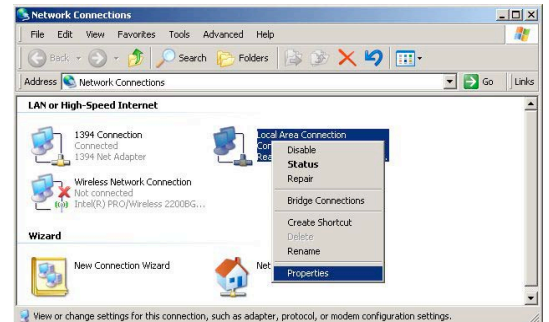 Network Connections
File Edit View Favorites Tools Advanced Help
Back Search Folders
Address Network Connections Go Links
LAN or High-Speed Internet
1394 Connection
Connected
1394 Net Adapter
Local Area Connection
Wireless Network Connection
Not connected
Intel(R) PRO/Wireless 2200BG...
Disable
Status
Repair
Bridge Connections
Create Shortcut
Delete
Rename
Properties
Wizard
New Connection Wizard
Net
View or change settings for this connection, such as adapter, protocol, or modem configuration settings.